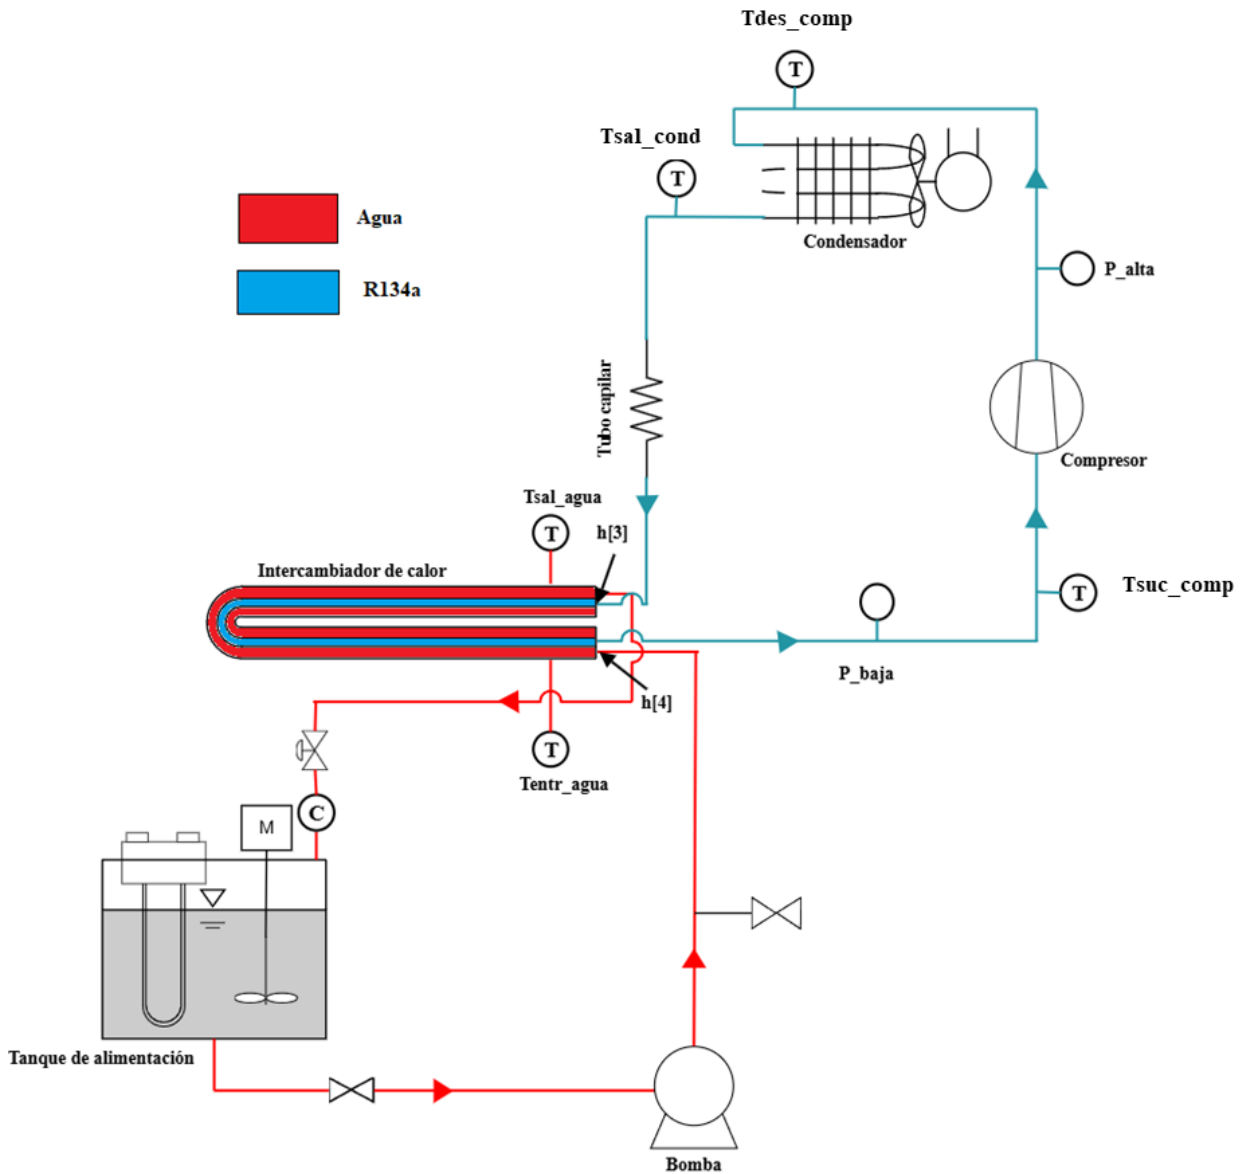 Tdes_comp
T
Tsal_cond
T
Agua
Condensador
P_alta
R134a
Tubo capilar
Compresor
Tsal_agua
T
h[3]
Intercambiador de calor
Tsuc_comp
T
P_baja
h[4]
T
Tentr_agua
C
M
Tanque de alimentación
Bomba